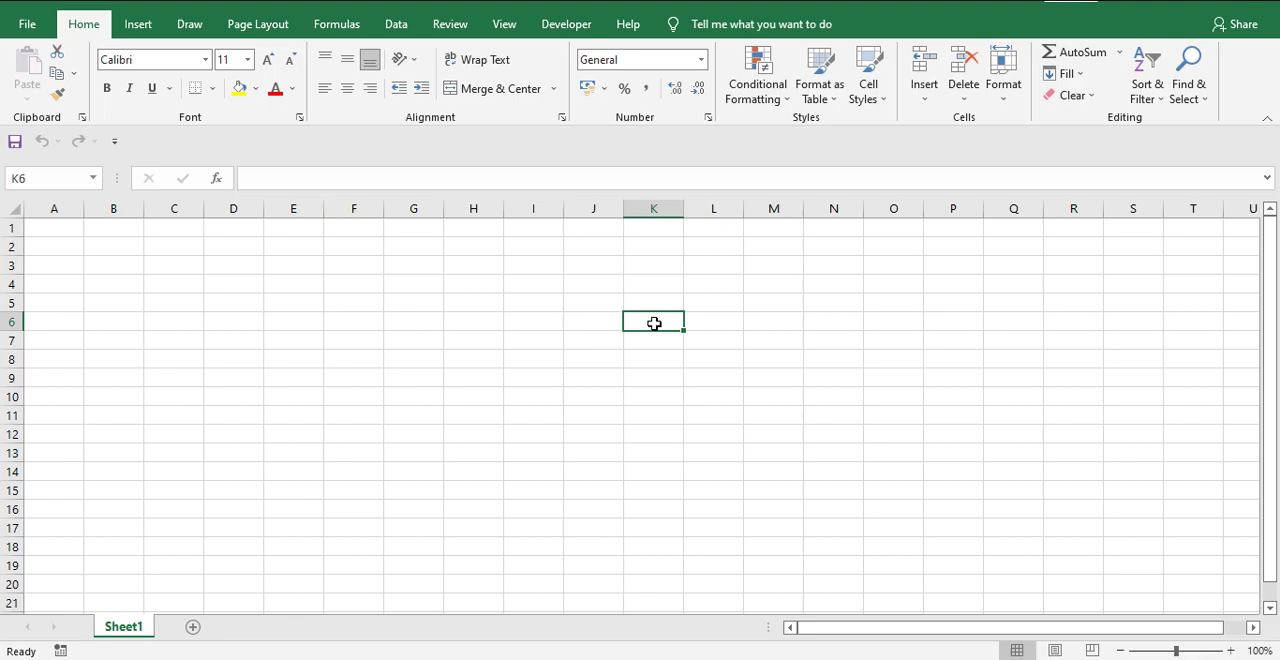 File Home Insert Draw Page Layout Formulas Data Review View Developer Help Tell me what you want to do Share
Paste
Clipboard
Calibri 11
B I U A
Font
Wrap Text
Merge & Center
Alignment
General
% ,
Number
Conditional Formatting
Format as Table
Cell Styles
Styles
Insert
Delete
Format
Cells
AutoSum
Fill
Clear
Sort & Filter
Find & Select
Editing
K6 fx
A B C D E F G H I J K L M N O P Q R S T U
1
2
3
4
5
6
7
8
9
10
11
12
13
14
15
16
17
18
19
20
21
Sheet1
Ready 100%